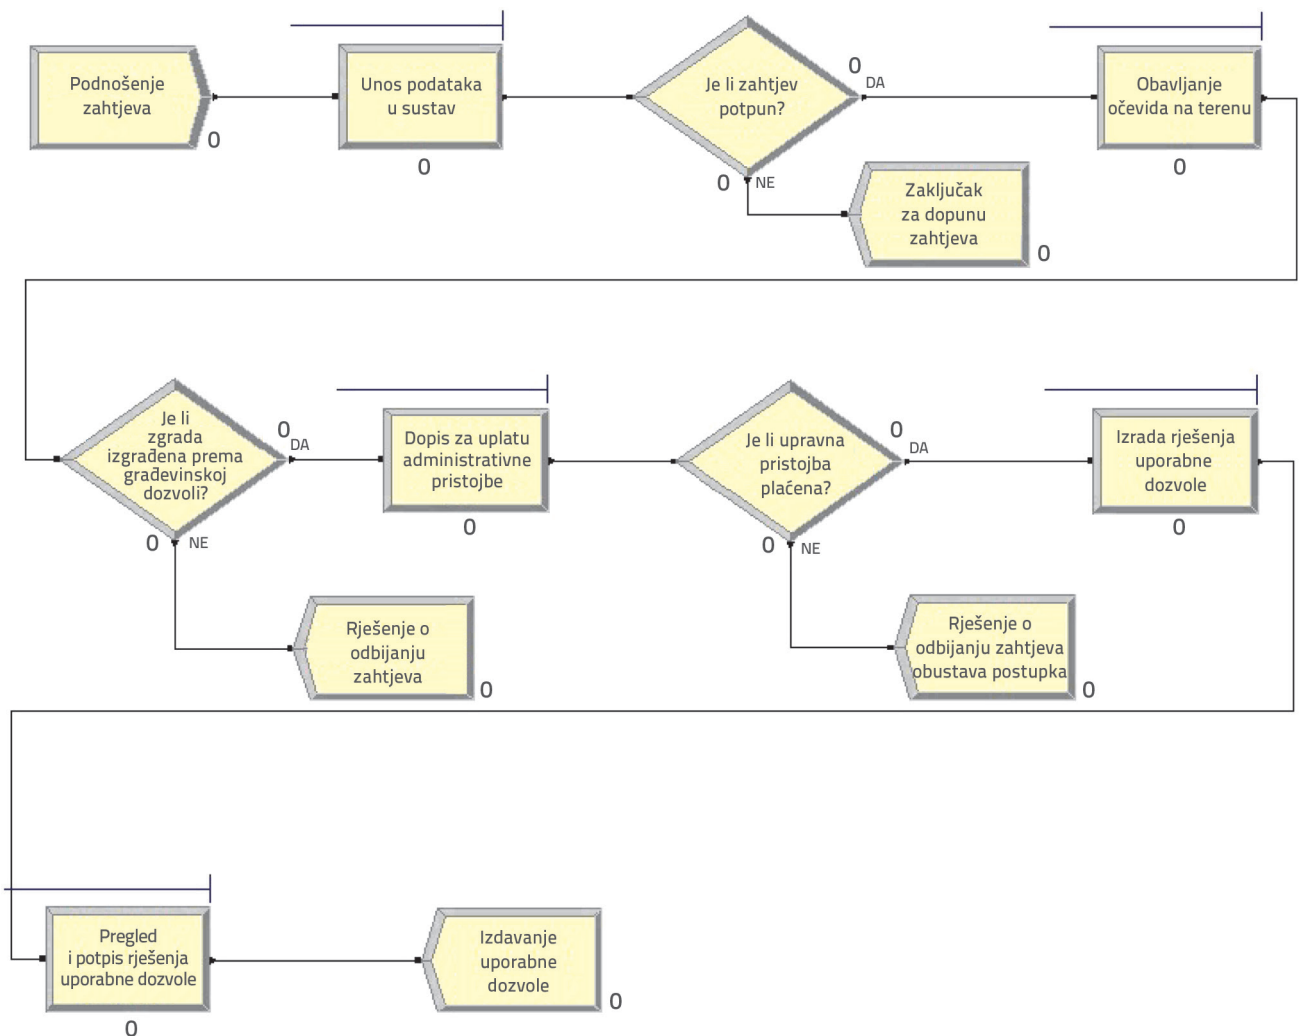 Podnošenje
zahtjeva
0
Unos podataka
u sustav
0
Je li zahtjev
potpun?
0
DA
0
NE
Zaključak
za dopunu
zahtjeva
0
Obavljanje
očevida na terenu
0
Je li
zgrada
izgrađena prema
građevinskoj
dozvoli?
0
DA
0
NE
Rješenje o
odbijanju
zahtjeva
0
Dopis za uplatu
administrativne
pristojbe
0
Je li upravna
pristojba
plaćena?
0
DA
0
NE
Rješenje o
odbijanju zahtjeva
obustava postupka
0
Izrada rješenja
uporabne
dozvole
0
Pregled
i potpis rješenja
uporabne dozvole
0
Izdavanje
uporabne
dozvole
0